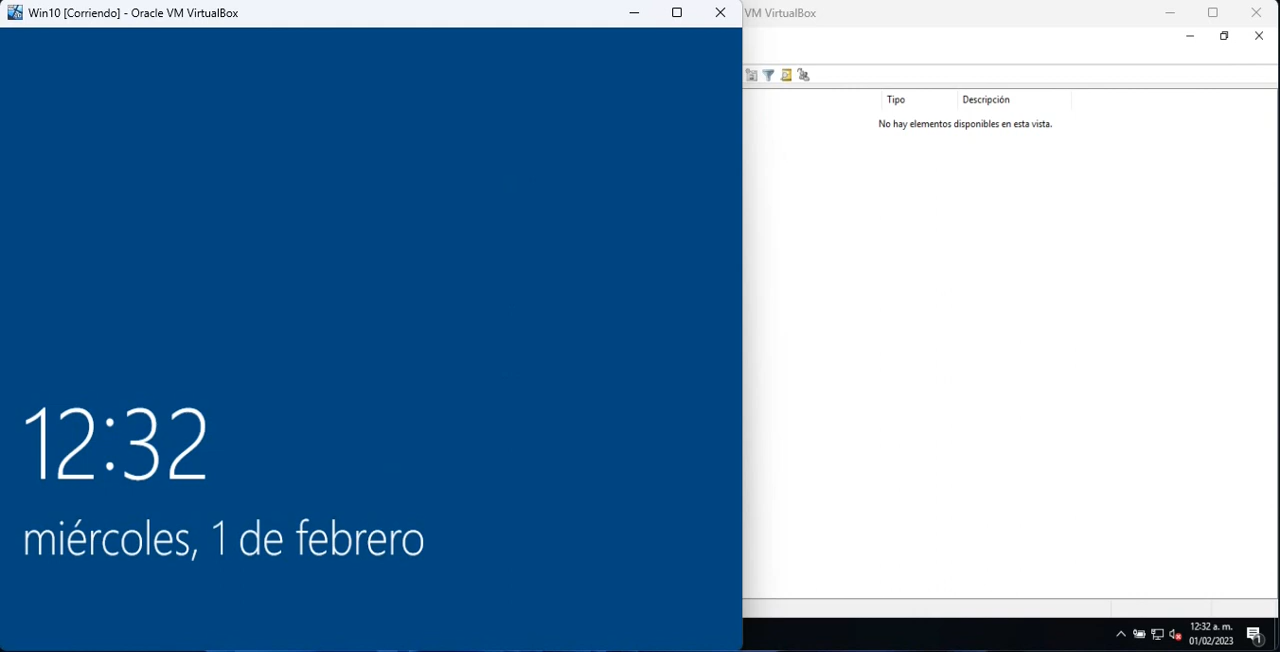 Win10 [Corriendo] - Oracle VM VirtualBox
VM VirtualBox
Tipo
Descripción
No hay elementos disponibles en esta vista.
12:32
miércoles, 1 de febrero
12:32 a. m.
01/02/2023
1